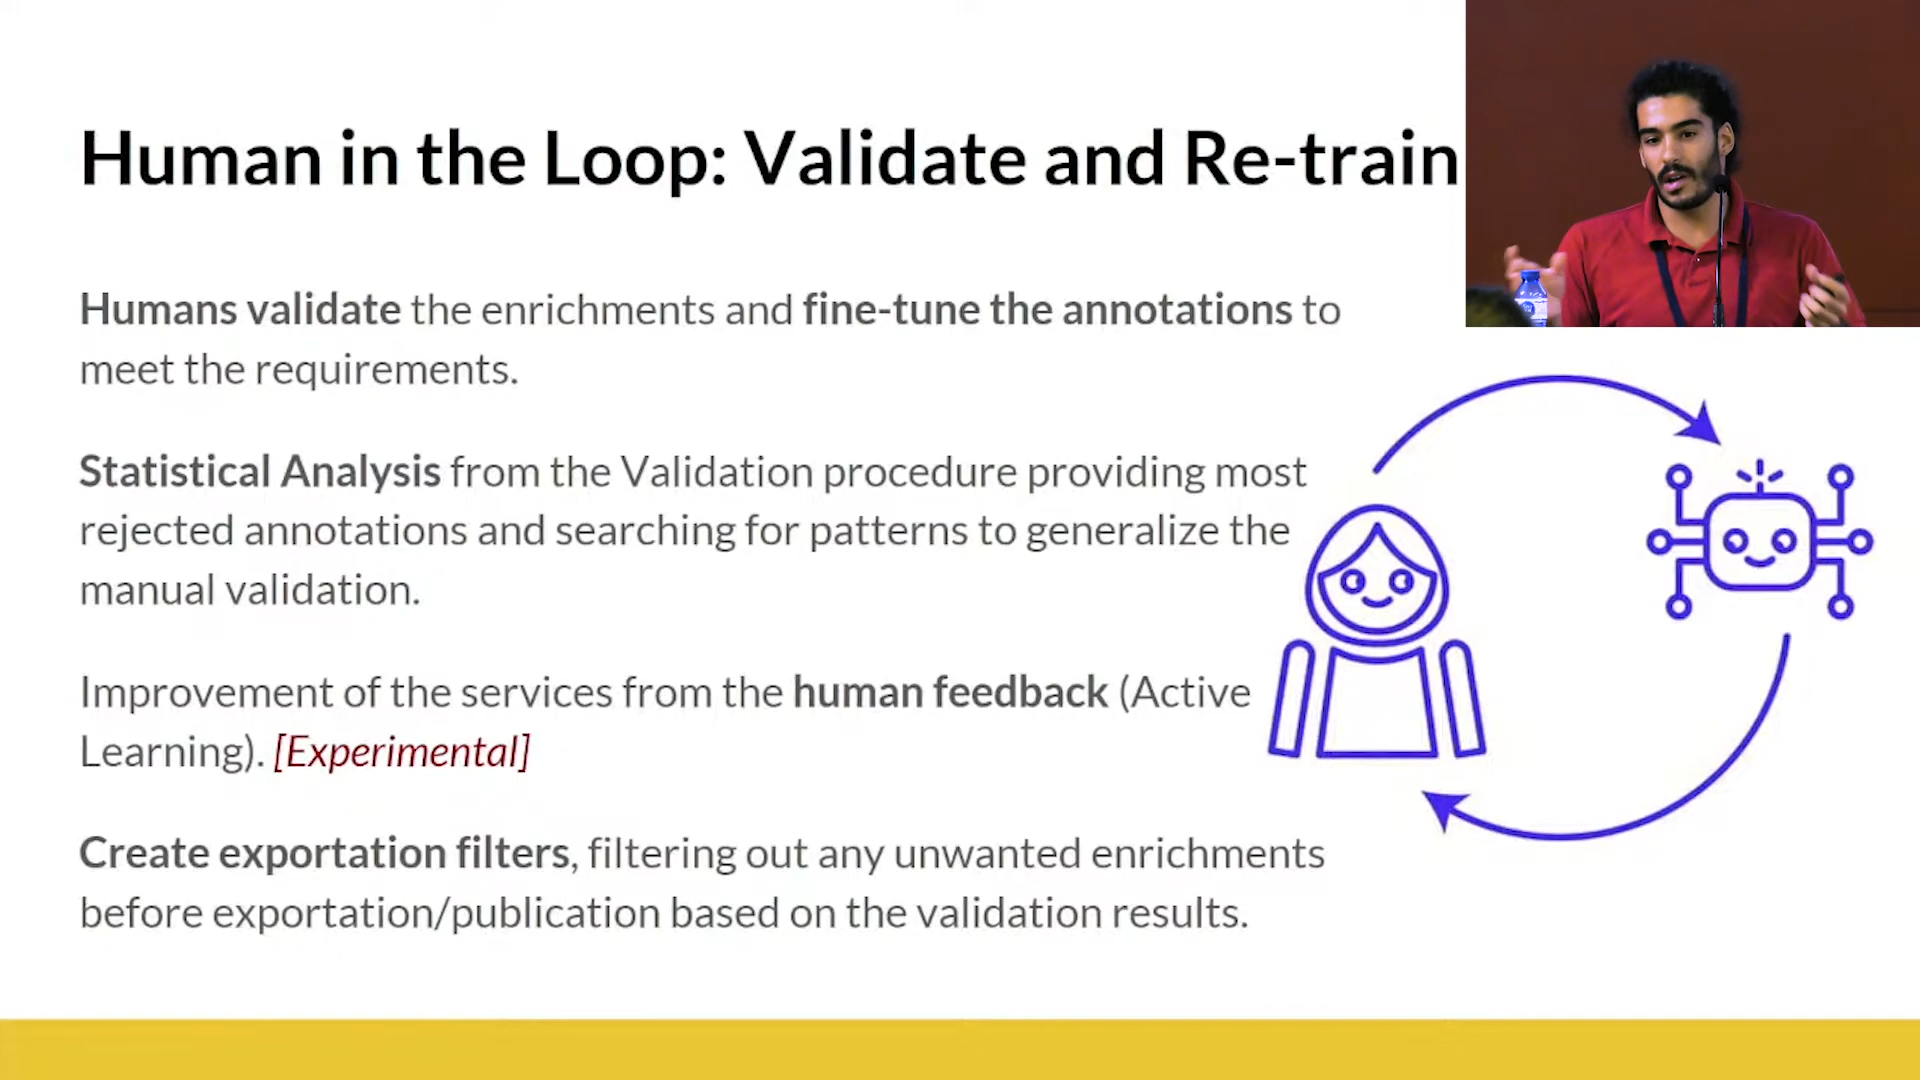 Human in the Loop: Validate and Re-train
Humans validate the enrichments and fine-tune the annotations to
meet the requirements.
Statistical Analysis from the Validation procedure providing most
rejected annotations and searching for patterns to generalize the
manual validation.
Improvement of the services from the human feedback (Active
Learning). [Experimental]
Create exportation filters, filtering out any unwanted enrichments
before exportation/publication based on the validation results.